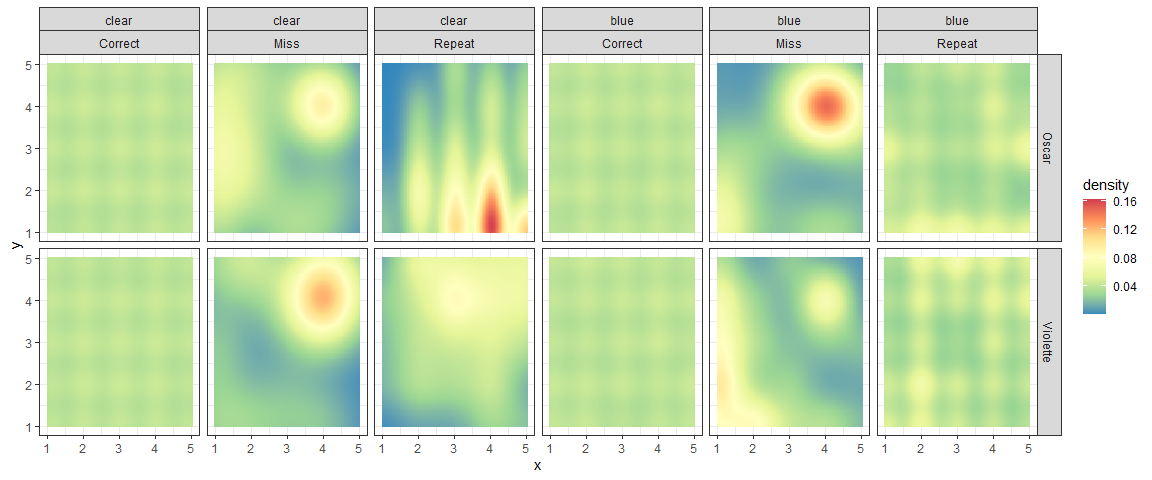 clear clear clear blue blue blue
Correct Miss Repeat Correct Miss Repeat
5
4
3
2
1
Oscar
y
5
4
3
2
1
Violette
1 2 3 4 5 1 2 3 4 5 1 2 3 4 5 1 2 3 4 5 1 2 3 4 5 1 2 3 4 5
x
density
0.16
0.12
0.08
0.04